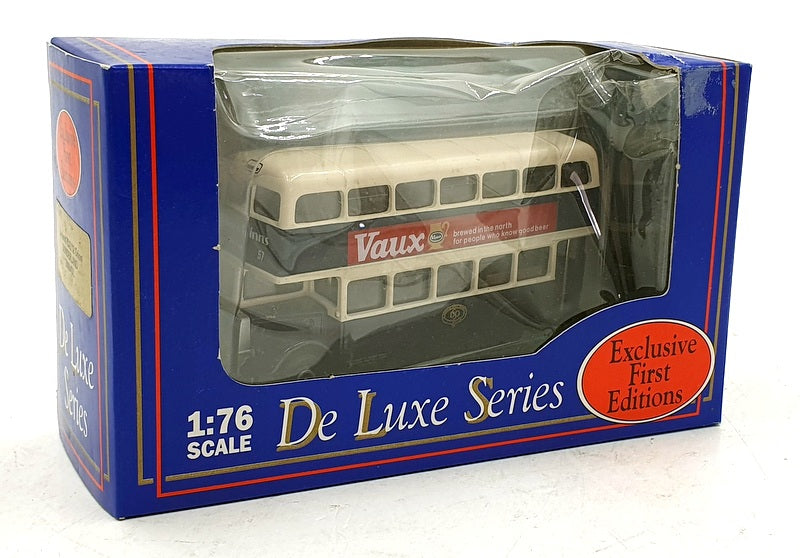 Vaux
brewed in the north
for people who know good beer
57
1:76
SCALE
De Luxe Series
Exclusive
First
Editions
De Luxe
Series